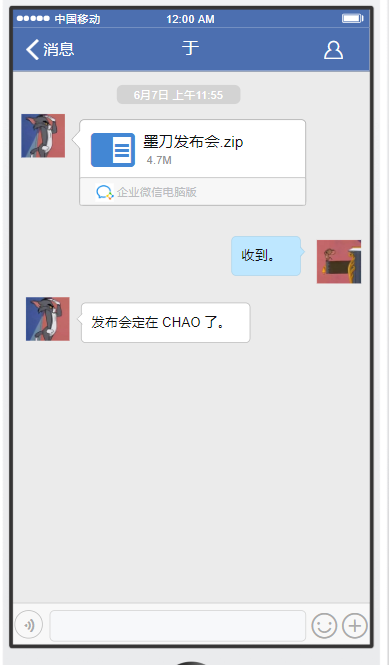 中国移动 12:00 AM
消息 于
6月7日 上午11:55
墨刀发布会.zip
4.7M
企业微信电脑版
收到。
发布会定在 CHAO 了。